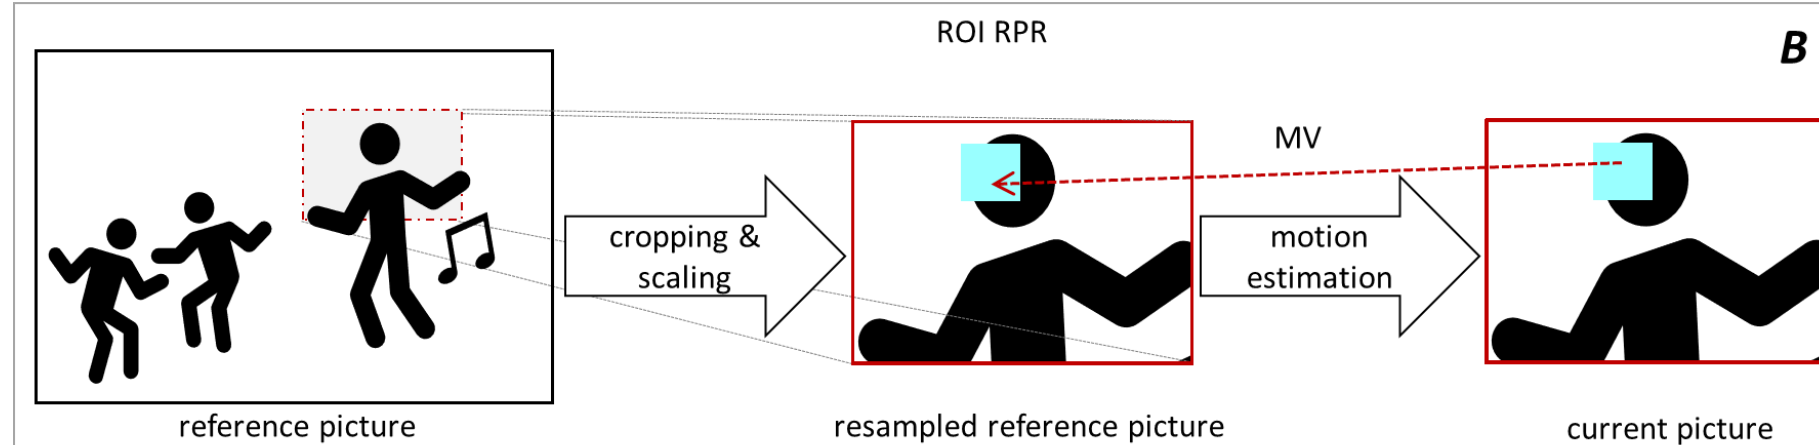 ROI RPR
B
MV
cropping &
scaling
motion
estimation
reference picture
resampled reference picture
current picture